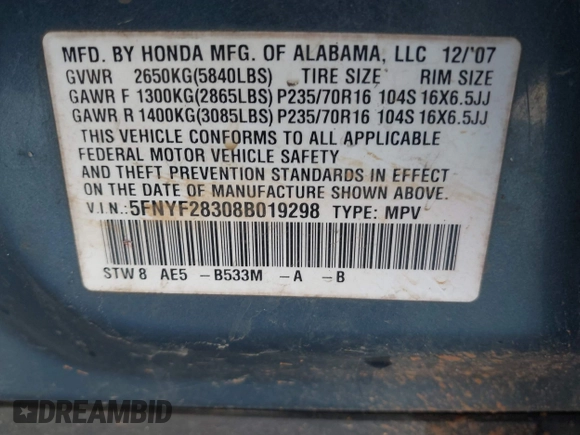 MFD. BY HONDA MFG. OF ALABAMA, LLC 12/'07
GVWR 2650KG(5840LBS) TIRE SIZE RIM SIZE
GAWR F 1300KG(2865LBS) P235/70R16 104S 16X6.5JJ
GAWR R 1400KG(3085LBS) P235/70R16 104S 16X6.5JJ
THIS VEHICLE CONFORMS TO ALL APPLICABLE
FEDERAL MOTOR VEHICLE SAFETY
AND THEFT PREVENTION STANDARDS IN EFFECT
ON THE DATE OF MANUFACTURE SHOWN ABOVE.
V.I.N.: 5FNYF28308B019298 TYPE: MPV
STW8 AE5 -B533M -A -B
DREAMBID